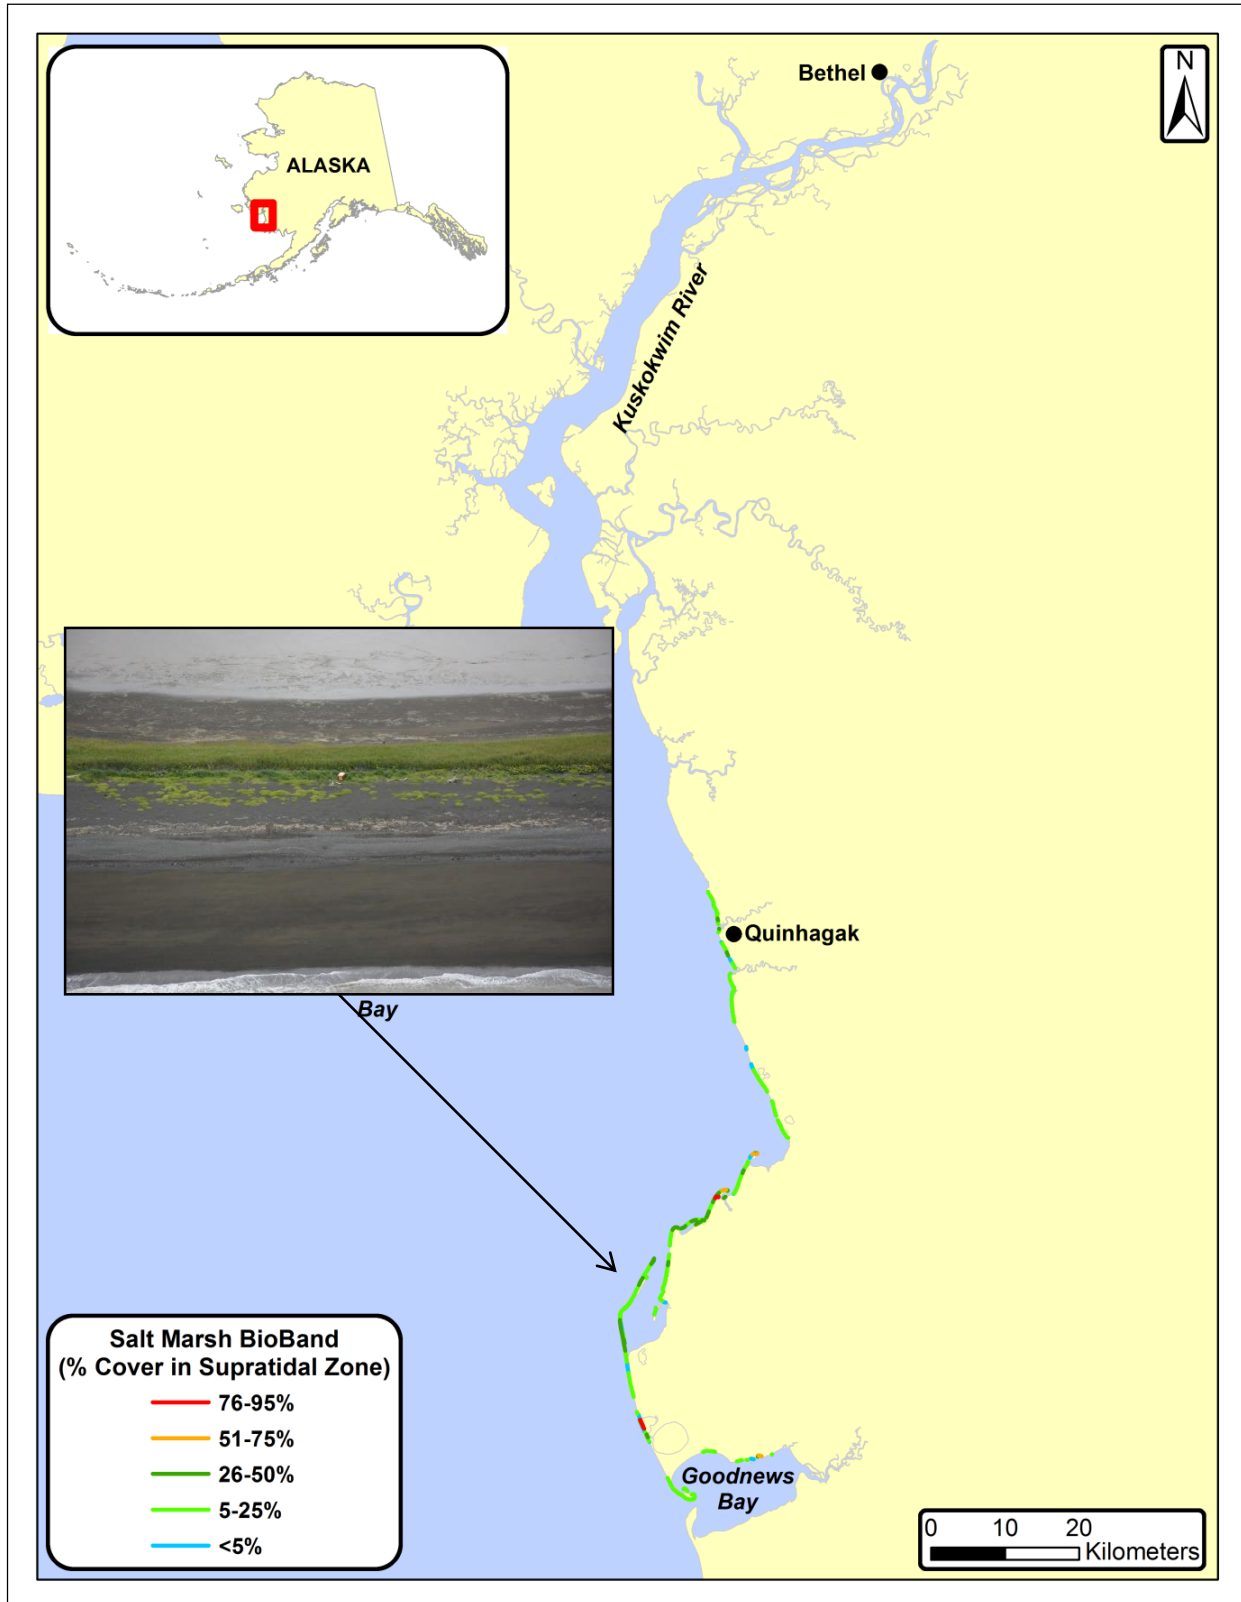 Bethel
N
ALASKA
Kuskokwim River
Bay
Quinhagak
Goodnews
Bay
Salt Marsh BioBand
(% Cover in Supratidal Zone)
76-95%
51-75%
26-50%
5-25%
<5%
0 10 20
Kilometers